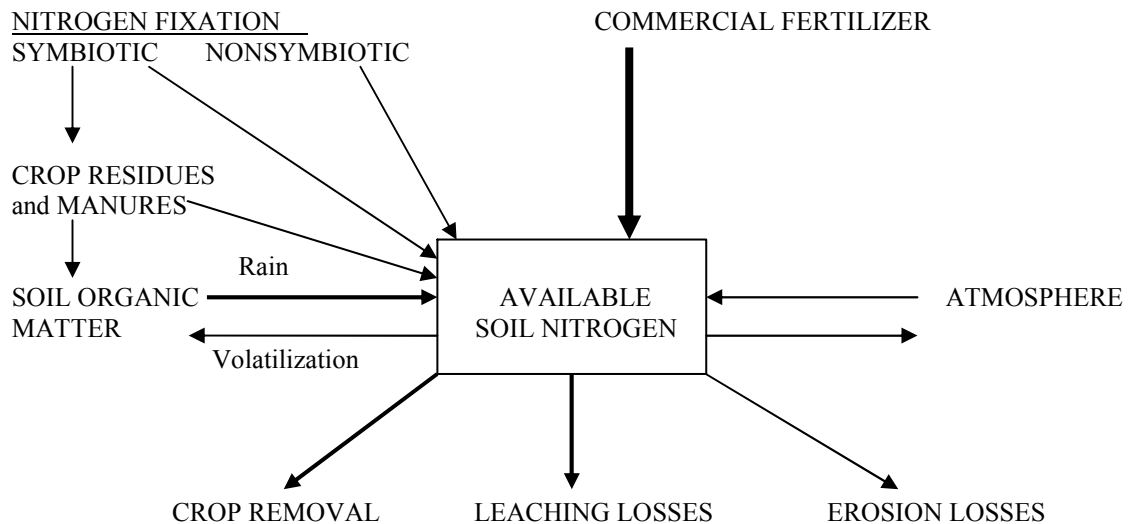 NITROGEN FIXATION
COMMERCIAL FERTILIZER
SYMBIOTIC NONSYMBIOTIC
CROP RESIDUES
and MANURES
Rain
SOIL ORGANIC
MATTER
AVAILABLE
SOIL NITROGEN
ATMOSPHERE
Volatilization
CROP REMOVAL
LEACHING LOSSES
EROSION LOSSES